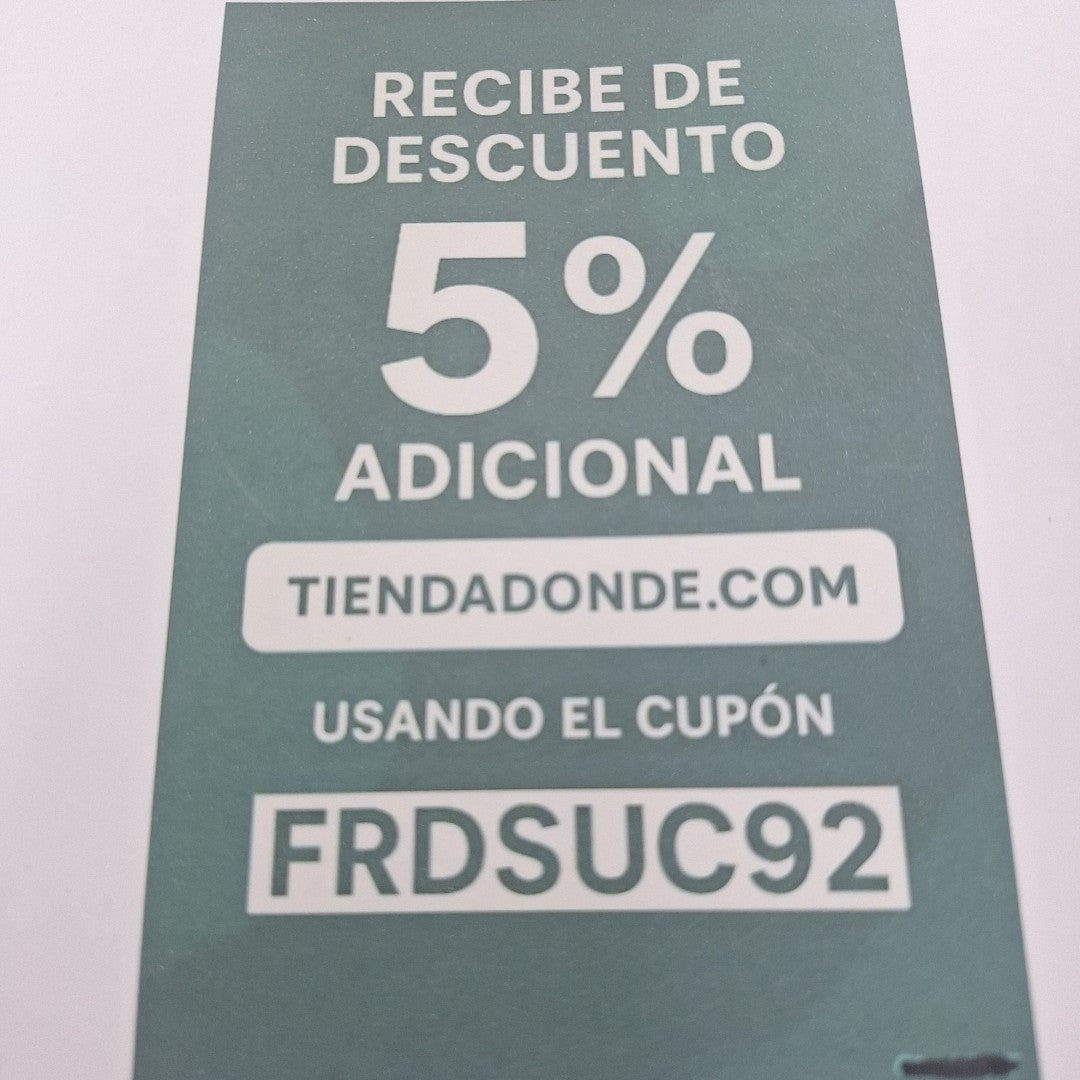 RECIBE DE
DESCUENTO
5%
ADICIONAL
TIENDADONDE.COM
USANDO EL CUPÓN
FRDSUC92